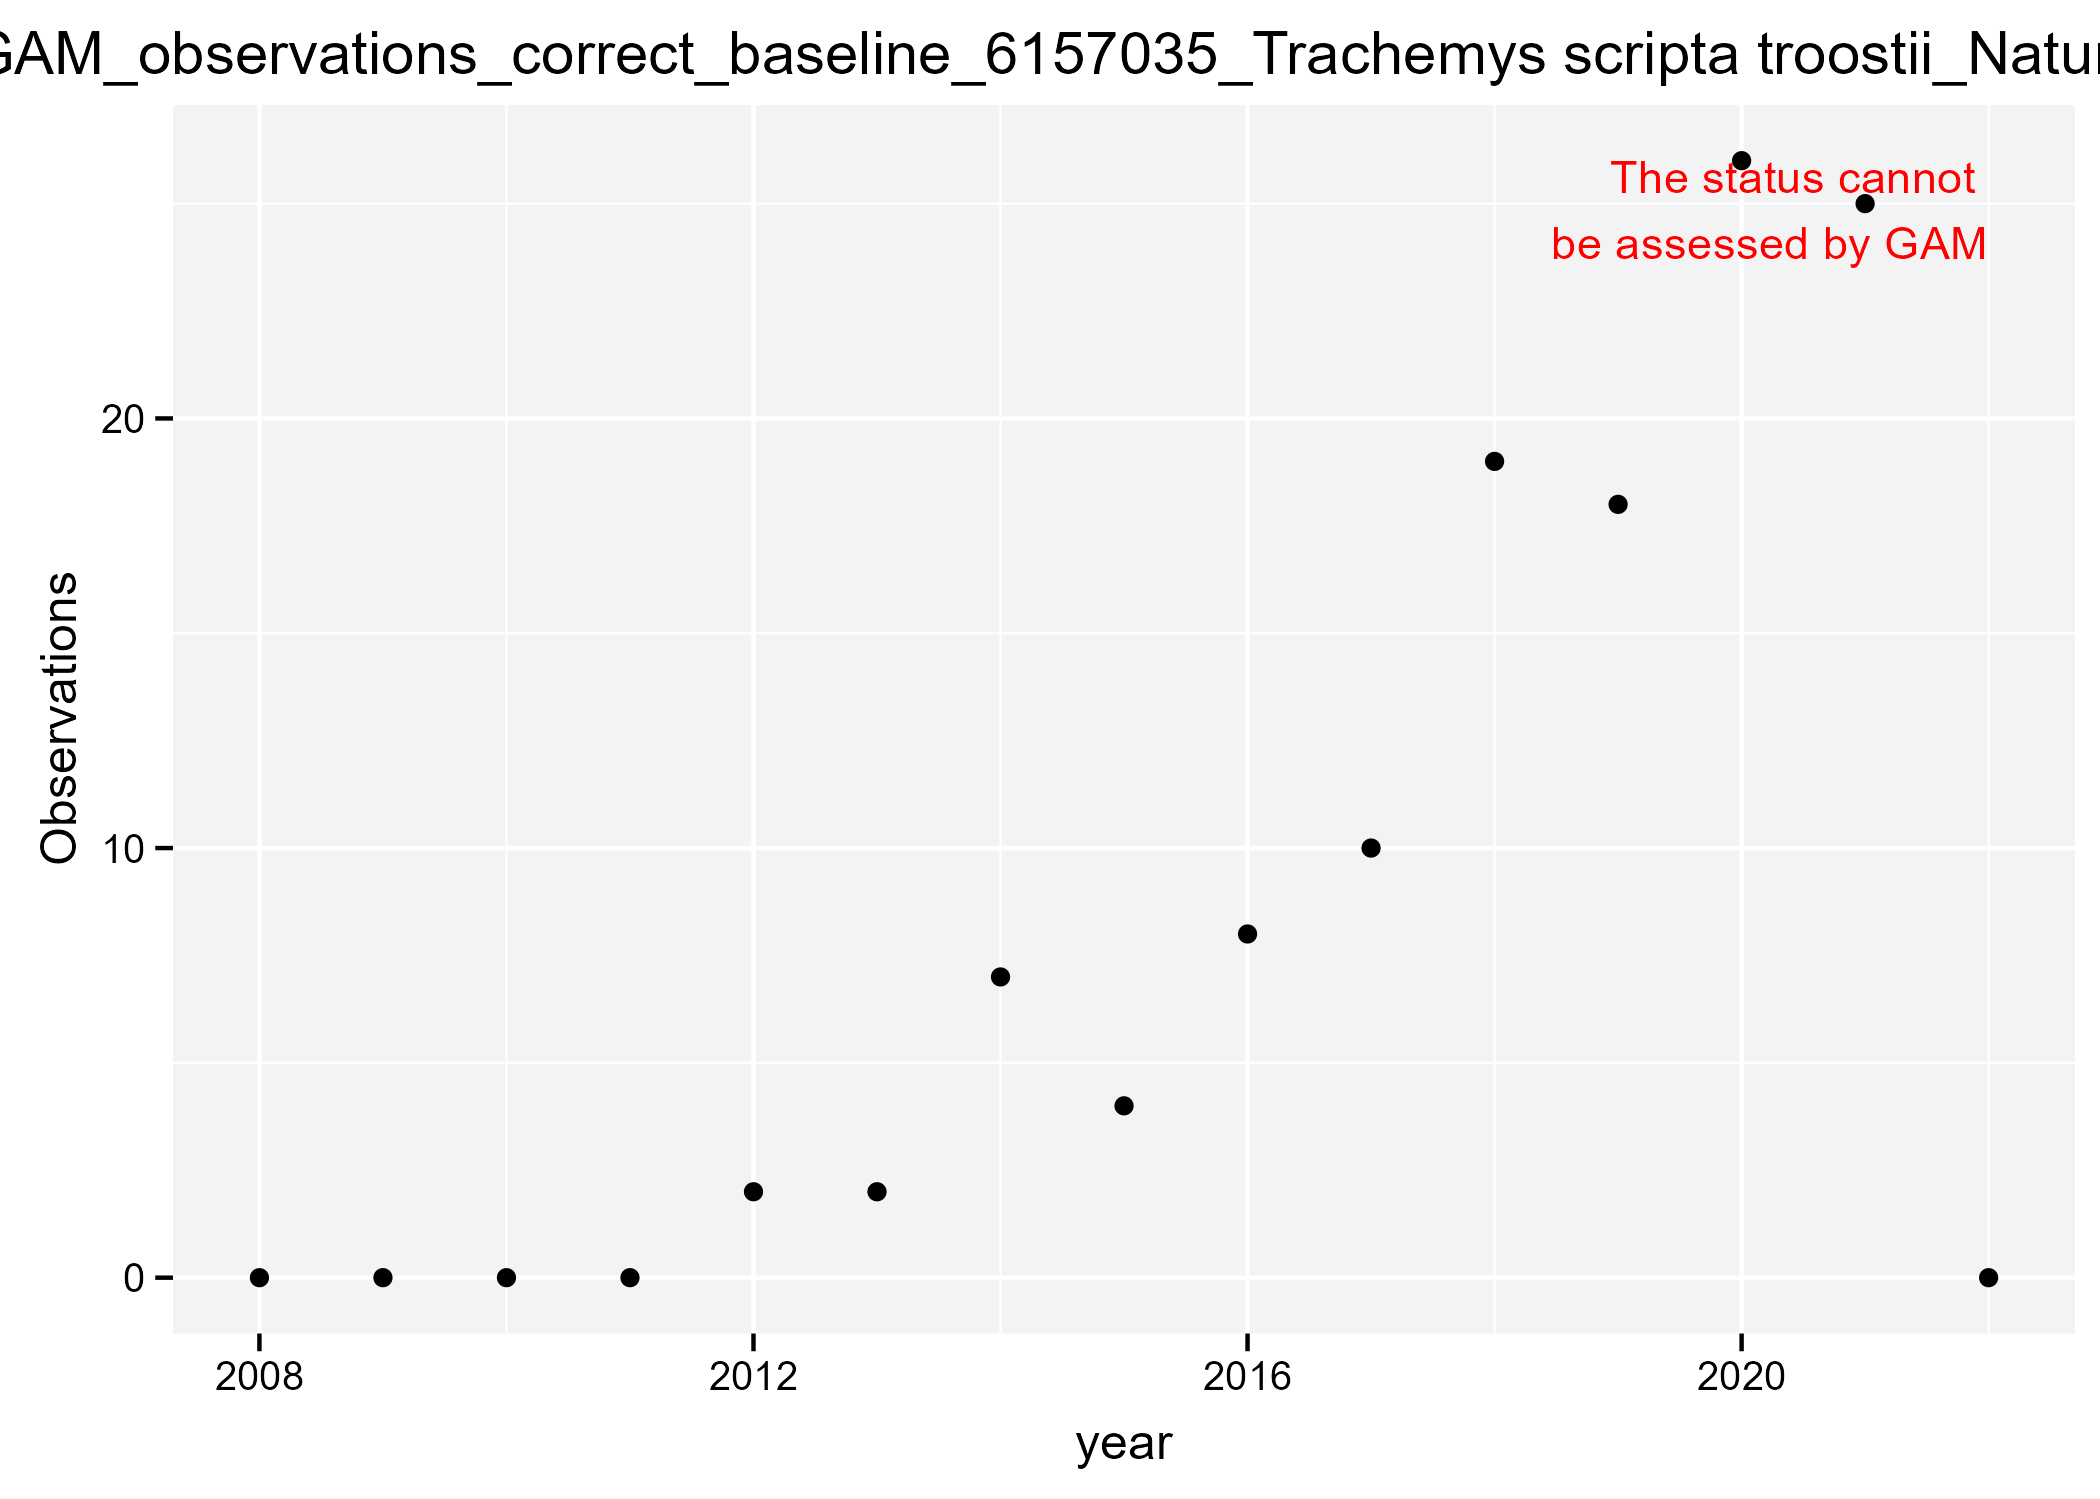 GAM_observations_correct_baseline_6157035_Trachemys scripta troostii_Natur
The status cannot
be assessed by GAM
Observations
20
10
0
2008 2012 2016 2020
year